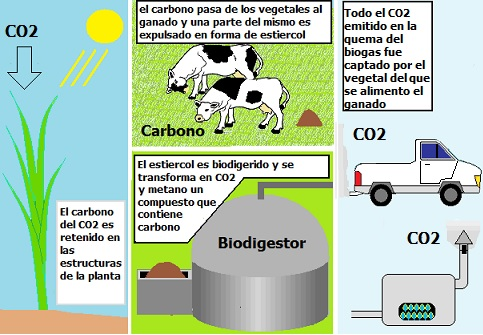 CO2
El carbono
del CO2 es
retenido en
las
estructuras
de la planta
el carbono pasa de los vegetales al
ganado y una parte del mismo es
expulsado en forma de estiercol
Carbono
El estiercol es biodigerido y se
transforma en CO2
y metano un
compuesto que
contiene
carbono
Biodigestor
Todo el CO2
emitido en la
quema del
biogas fue
captado por el
vegetal del que
se alimento el
ganado
CO2
CO2